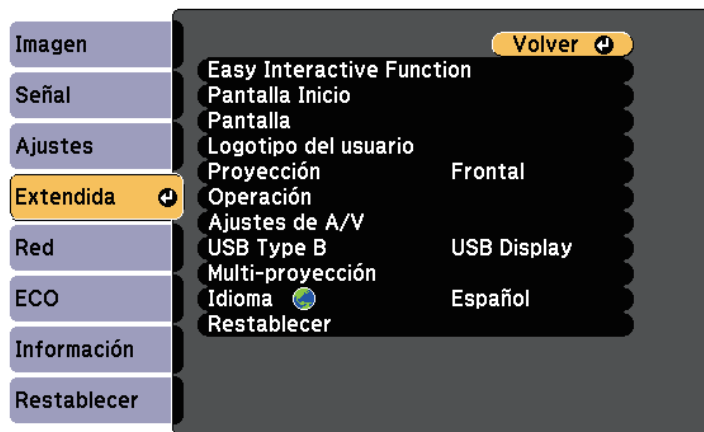 Imagen
Señal
Ajustes
Extendida
Red
ECO
Información
Restablecer
Volver
Easy Interactive Function
Pantalla Inicio
Pantalla
Logotipo del usuario
Proyección Frontal
Operación
Ajustes de A/V
USB Type B USB Display
Multi-proyección
Idioma Español
Restablecer